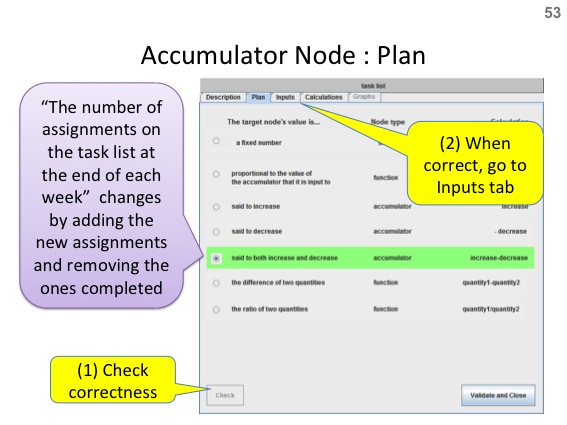 53
Accumulator Node : Plan
“The number of
assignments on
the task list at
the end of each
week” changes
by adding the
new assignments
and removing the
ones completed
task list
Description Plan Inputs Calculations Graphs
The target node's value is... Node type
a fixed number
proportional to the value of
the accumulator that it is input to function
said to increase accumulator increase
said to decrease accumulator - decrease
said to both increase and decrease accumulator increase-decrease
the difference of two quantities function quantity1-quantity2
the ratio of two quantities function quantity1/quantity2
(2) When
correct, go to
Inputs tab
(1) Check
correctness
Check Validate and Close